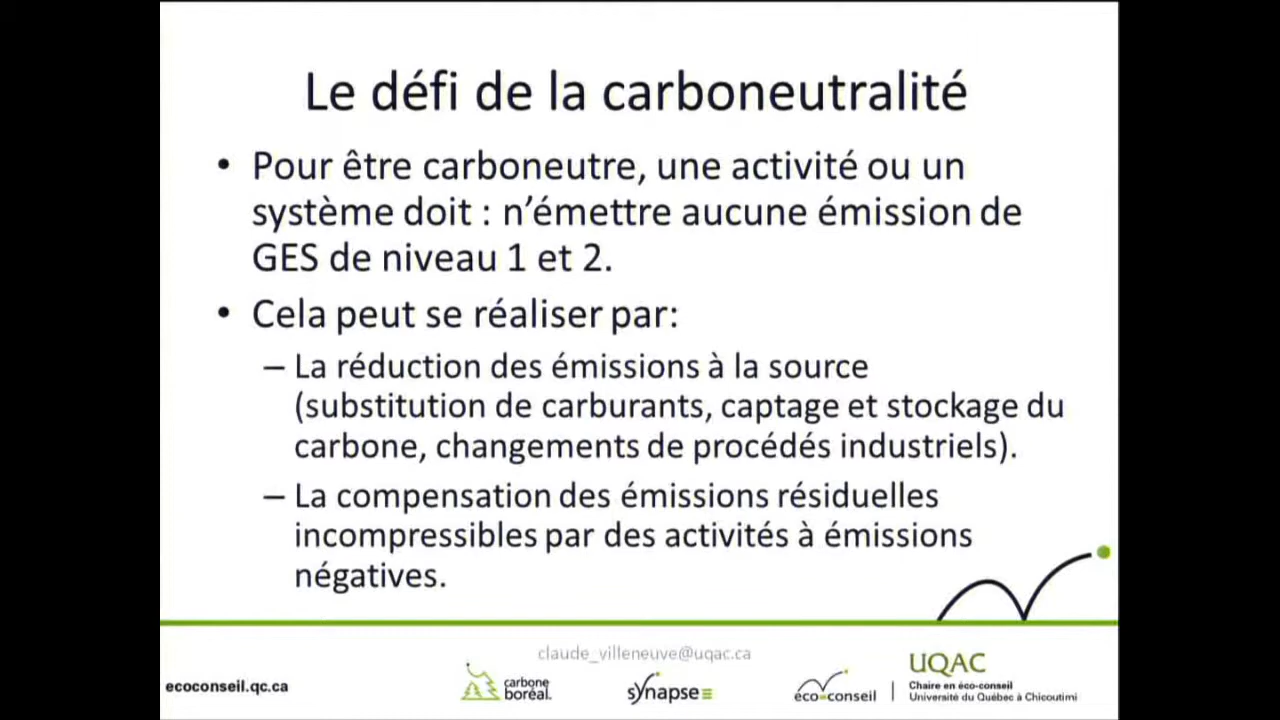 Le défi de la carboneutralité
• Pour être carboneutre, une activité ou un
système doit : n’émettre aucune émission de
GES de niveau 1 et 2.
• Cela peut se réaliser par:
– La réduction des émissions à la source
(substitution de carburants, captage et stockage du
carbone, changements de procédés industriels).
– La compensation des émissions résiduelles
incompressibles par des activités à émissions
négatives.
claude_villeneuve@uqac.ca
ecoconseil.qc.ca
carbone
boréal.
synapse
éco-conseil
UQAC
Chaire en éco-conseil
Université du Québec à Chicoutimi